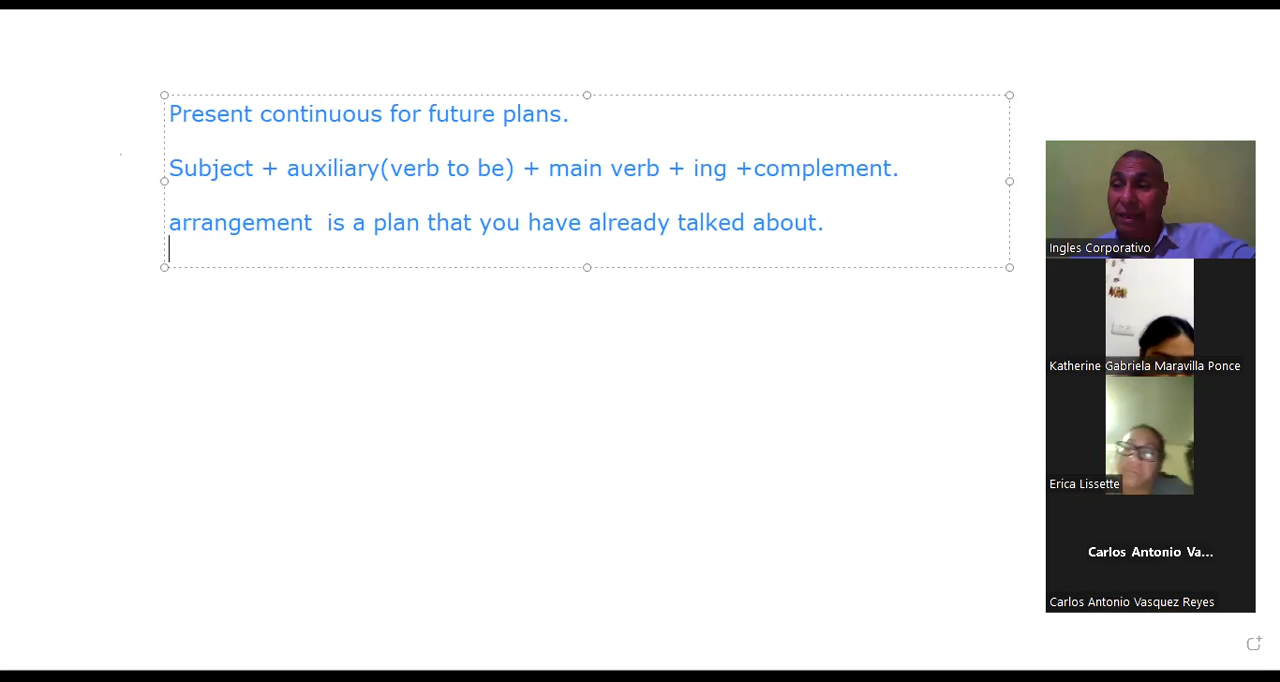 Present continuous for future plans.
Subject + auxiliary(verb to be) + main verb + ing +complement.
arrangement  is a plan that you have already talked about.
Ingles Corporativo
Katherine Gabriela Maravilla Ponce
Erica Lissette
Carlos Antonio Va...
Carlos Antonio Vasquez Reyes